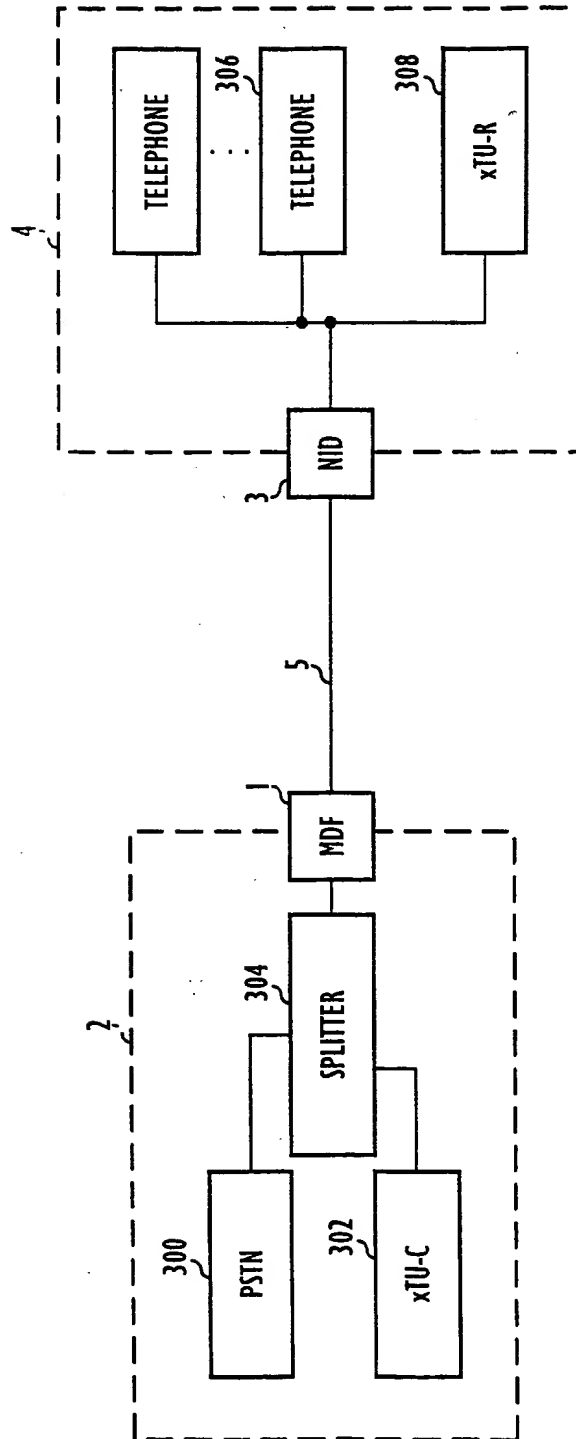 2
300
PSTN
302
xTU-C
304
SPLITTER
1
MDF
5
3
NID
4
TELEPHONE
306
TELEPHONE
308
xTU-R